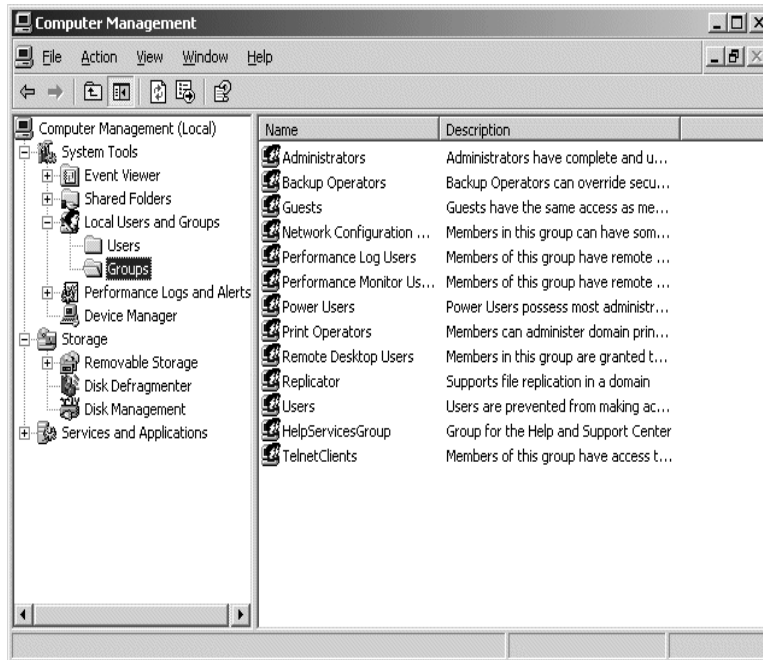 Computer Management
File Action View Window Help
Computer Management (Local)
System Tools
Event Viewer
Shared Folders
Local Users and Groups
Users
Groups
Performance Logs and Alerts
Device Manager
Storage
Removable Storage
Disk Defragmenter
Disk Management
Services and Applications
Name Description
Administrators Administrators have complete and u...
Backup Operators Backup Operators can override secu...
Guests Guests have the same access as me...
Network Configuration ... Members in this group can have som...
Performance Log Users Members of this group have remote ...
Performance Monitor Us... Members of this group have remote ...
Power Users Power Users possess most administr...
Print Operators Members can administer domain prin...
Remote Desktop Users Members in this group are granted t...
Replicator Supports file replication in a domain
Users Users are prevented from making ac...
HelpServicesGroup Group for the Help and Support Center
TelnetClients Members of this group have access t...